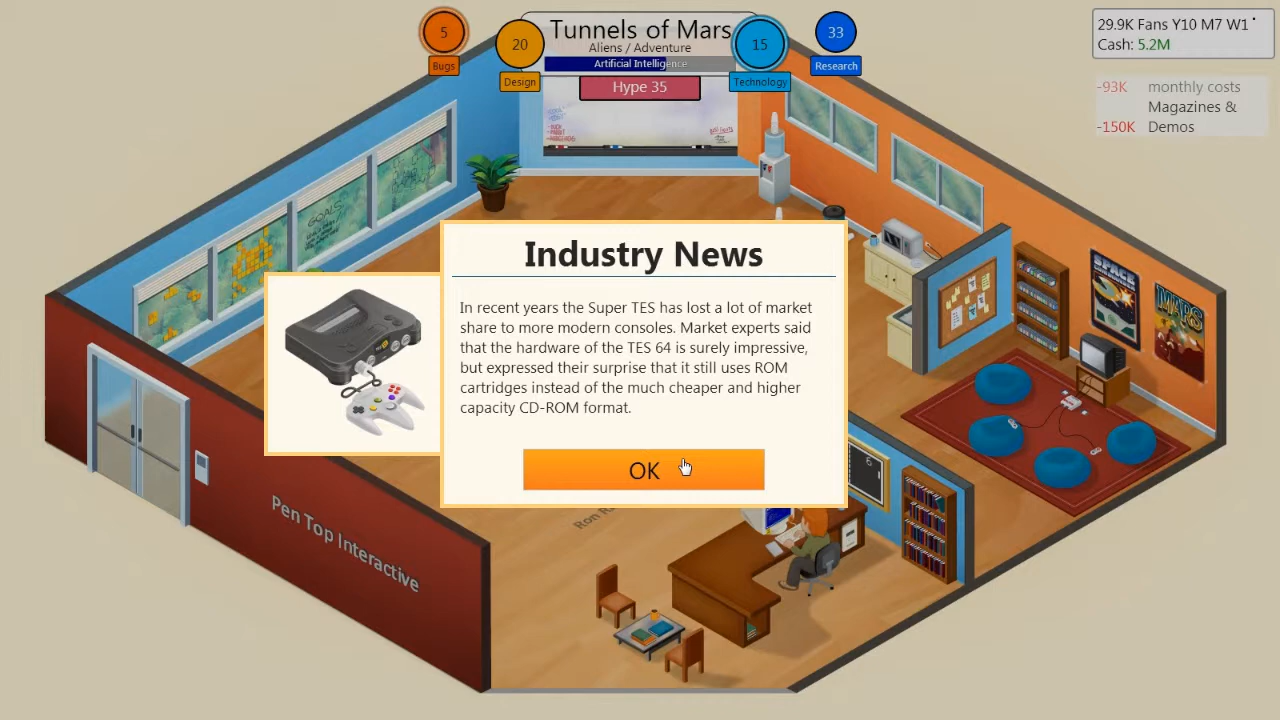 Tunnels of Mars
Aliens / Adventure
Artificial Intelligence
Hype 35
5
Bugs
20
Design
15
Technology
33
Research
29.9K Fans Y10 M7 W1
Cash: 5.2M
-93K monthly costs
Magazines &
-150K Demos
GOALS
Industry News
In recent years the Super TES has lost a lot of market
share to more modern consoles. Market experts said
that the hardware of the TES 64 is surely impressive,
but expressed their surprise that it still uses ROM
cartridges instead of the much cheaper and higher
capacity CD-ROM format.
OK
SPACE
MARS
Ron
Pen Top Interactive